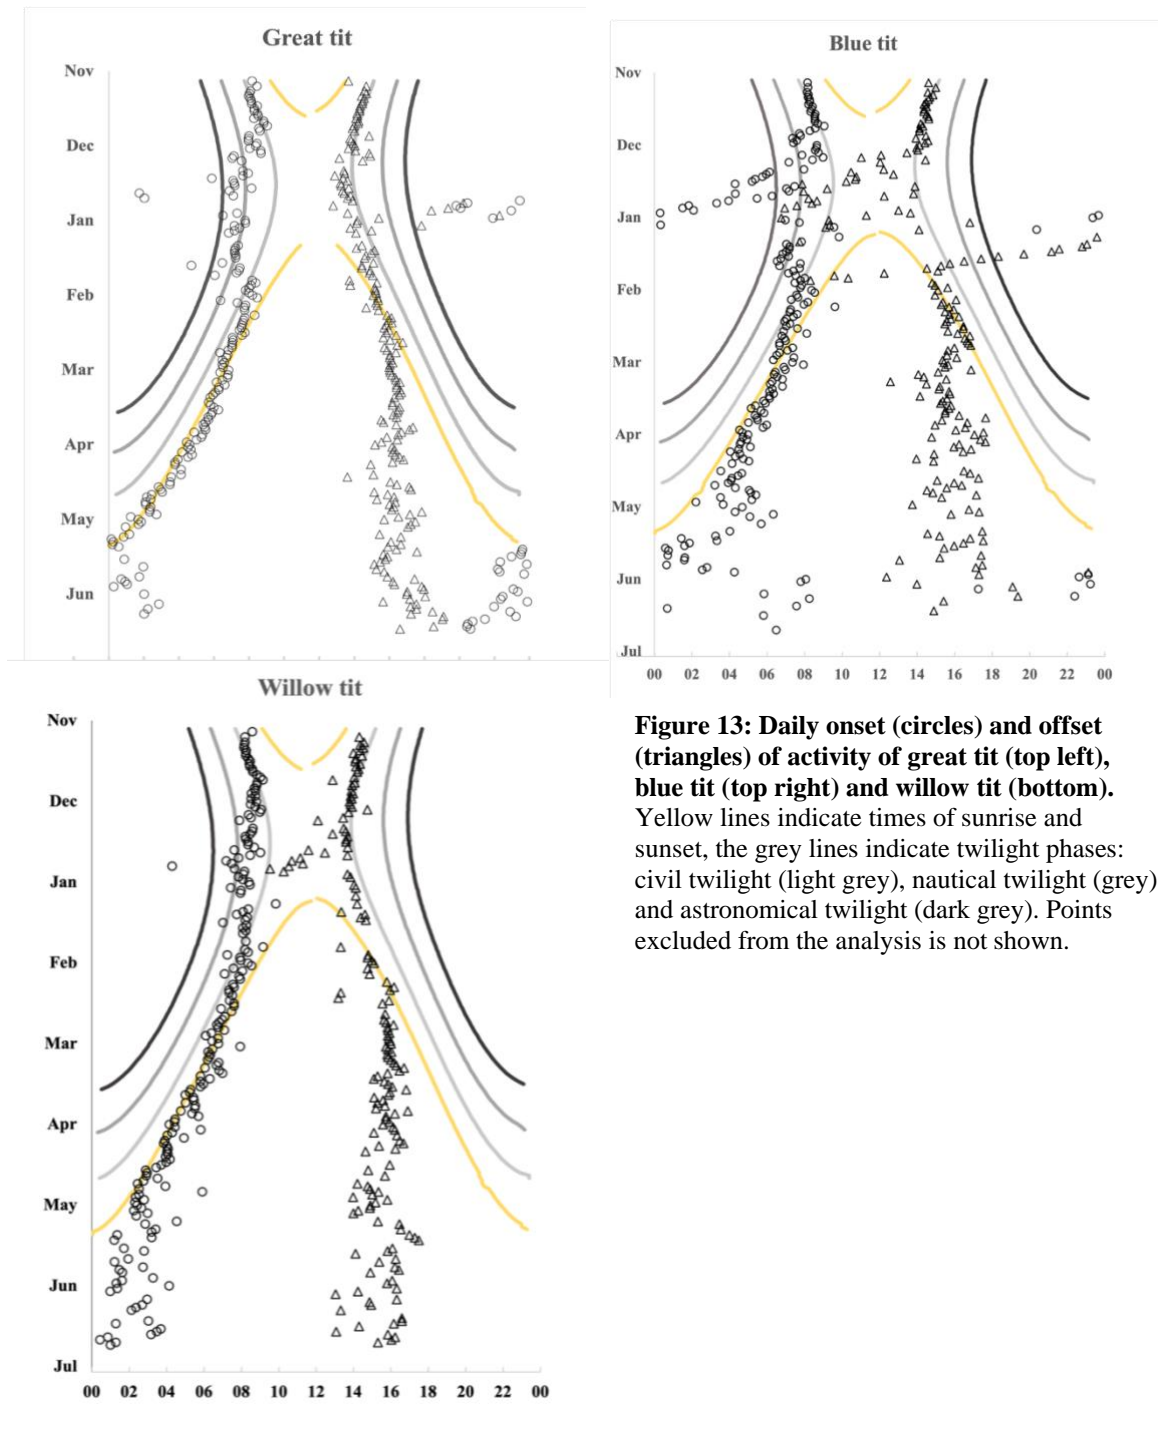 Great tit
Nov
Dec
Jan
Feb
Mar
Apr
May
Jun
Blue tit
Nov
Dec
Jan
Feb
Mar
Apr
May
Jun
Jul
00 02 04 06 08 10 12 14 16 18 20 22 00
Willow tit
Nov
Dec
Jan
Feb
Mar
Apr
May
Jun
Jul
00 02 04 06 08 10 12 14 16 18 20 22 00
Figure 13: Daily onset (circles) and offset
(triangles) of activity of great tit (top left),
blue tit (top right) and willow tit (bottom).
Yellow lines indicate times of sunrise and
sunset, the grey lines indicate twilight phases:
civil twilight (light grey), nautical twilight (grey)
and astronomical twilight (dark grey). Points
excluded from the analysis is not shown.